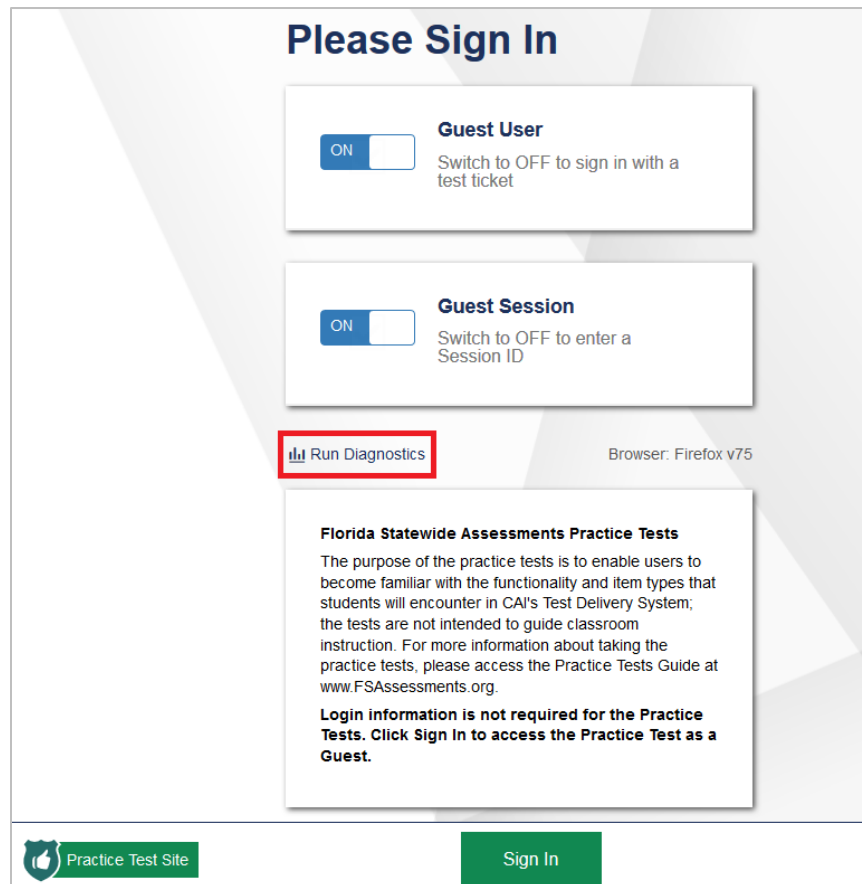 Please Sign In
ON
Guest User
Switch to OFF to sign in with a
test ticket
ON
Guest Session
Switch to OFF to enter a
Session ID
Run Diagnostics
Browser: Firefox v75
Florida Statewide Assessments Practice Tests
The purpose of the practice tests is to enable users to
become familiar with the functionality and item types that
students will encounter in CAI's Test Delivery System;
the tests are not intended to guide classroom
instruction. For more information about taking the
practice tests, please access the Practice Tests Guide at
www.FSAssessments.org.
Login information is not required for the Practice
Tests. Click Sign In to access the Practice Test as a
Guest.
Practice Test Site
Sign In